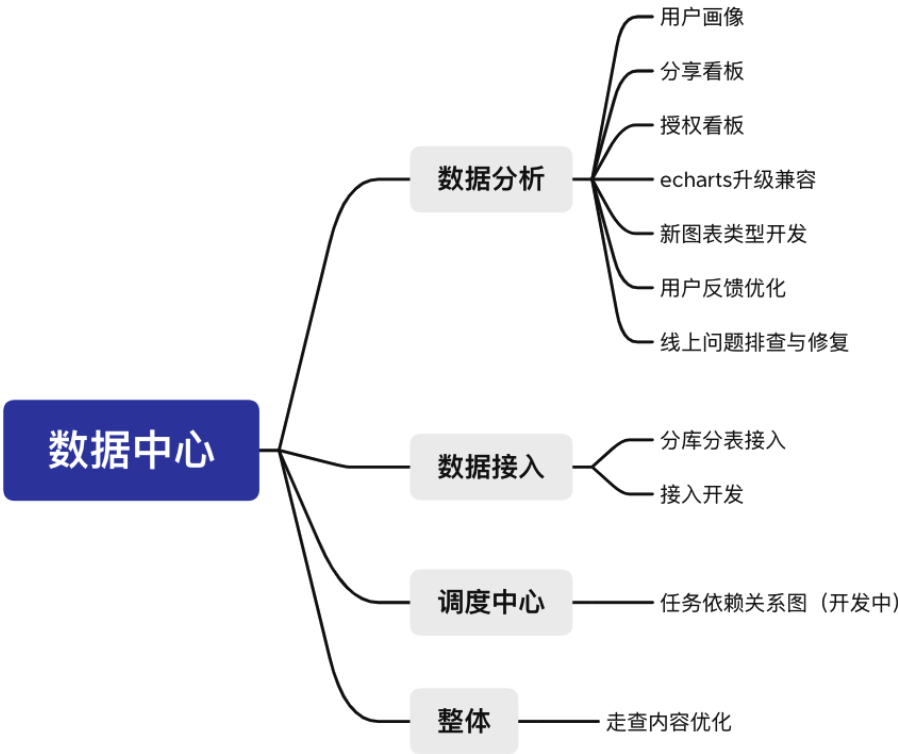 数据中心
数据分析
用户画像
分享看板
授权看板
echarts升级兼容
新图表类型开发
用户反馈优化
线上问题排查与修复
数据接入
分库分表接入
接入开发
调度中心
任务依赖关系图（开发中）
整体
走查内容优化